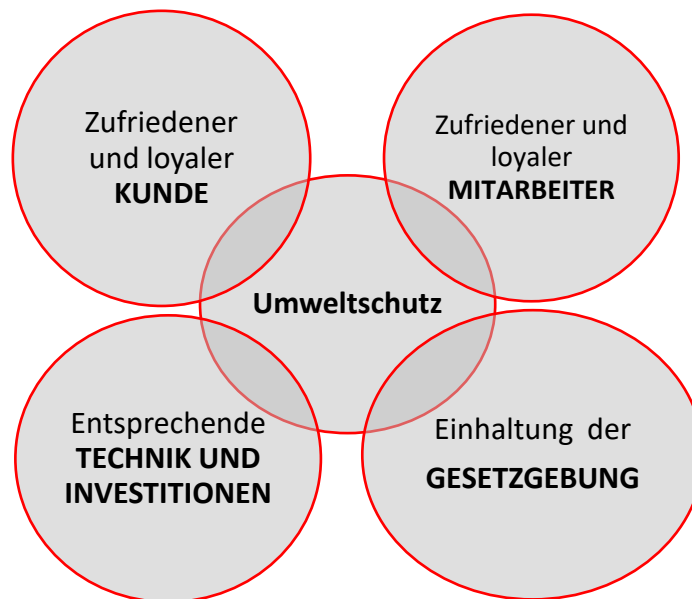 Zufriedener
und loyaler
KUNDE
Zufriedener und
loyaler
MITARBEITER
Umweltschutz
Entsprechende
TECHNIK UND
INVESTITIONEN
Einhaltung der
GESETZGEBUNG